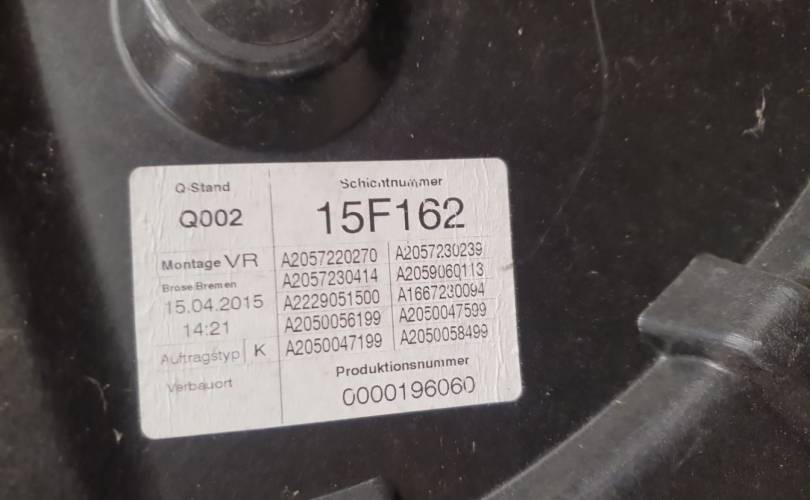 Q-Stand
Q002
Schichtnummer
15F162
Montage VR
Brose Bremen
15.04.2015
14:21
Auftragstyp K
Verbauort
A2057220270 A2057230239
A2057230414 A2059060113
A2229051500 A1667230094
A2050056199 A2050047599
A2050047199 A2050058499
Produktionsnummer
0000196060